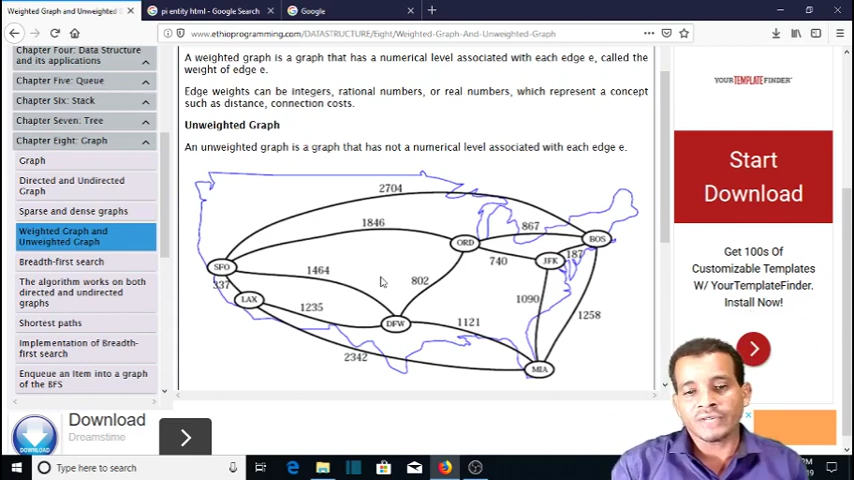 Weighted Graph and Unweighted G
pi entity html - Google Search
Google
www.ethioprogramming.com/DATASTRUCTURE/Eight/Weighted-Graph-And-Unweighted-Graph
Chapter Four: Data Structure
and its applications
Chapter Five: Queue
Chapter Six: Stack
Chapter Seven: Tree
Chapter Eight: Graph
Graph
Directed and Undirected
Graph
Sparse and dense graphs
Weighted Graph and
Unweighted Graph
Breadth-first search
The algorithm works on both
directed and undirected
graphs
Shortest paths
Implementation of Breadth-
first search
Enqueue an Item into a graph
of the BFS
A weighted graph is a graph that has a numerical level associated with each edge e, called the
weight of edge e.
Edge weights can be integers, rational numbers, or real numbers, which represent a concept
such as distance, connection costs.
Unweighted Graph
An unweighted graph is a graph that has not a numerical level associated with each edge e.
2704
1846
867
BOS
ORD
187
740
JFK
SFO
1464
802
337
LAX
1235
1090
DFW
1121
1258
2342
MIA
YOUR TEMPLATE FINDER
Start
Download
Get 100s Of
Customizable Templates
W/ YourTemplateFinder.
Install Now!
Download
Dreamstime
DOWNLOAD
Type here to search